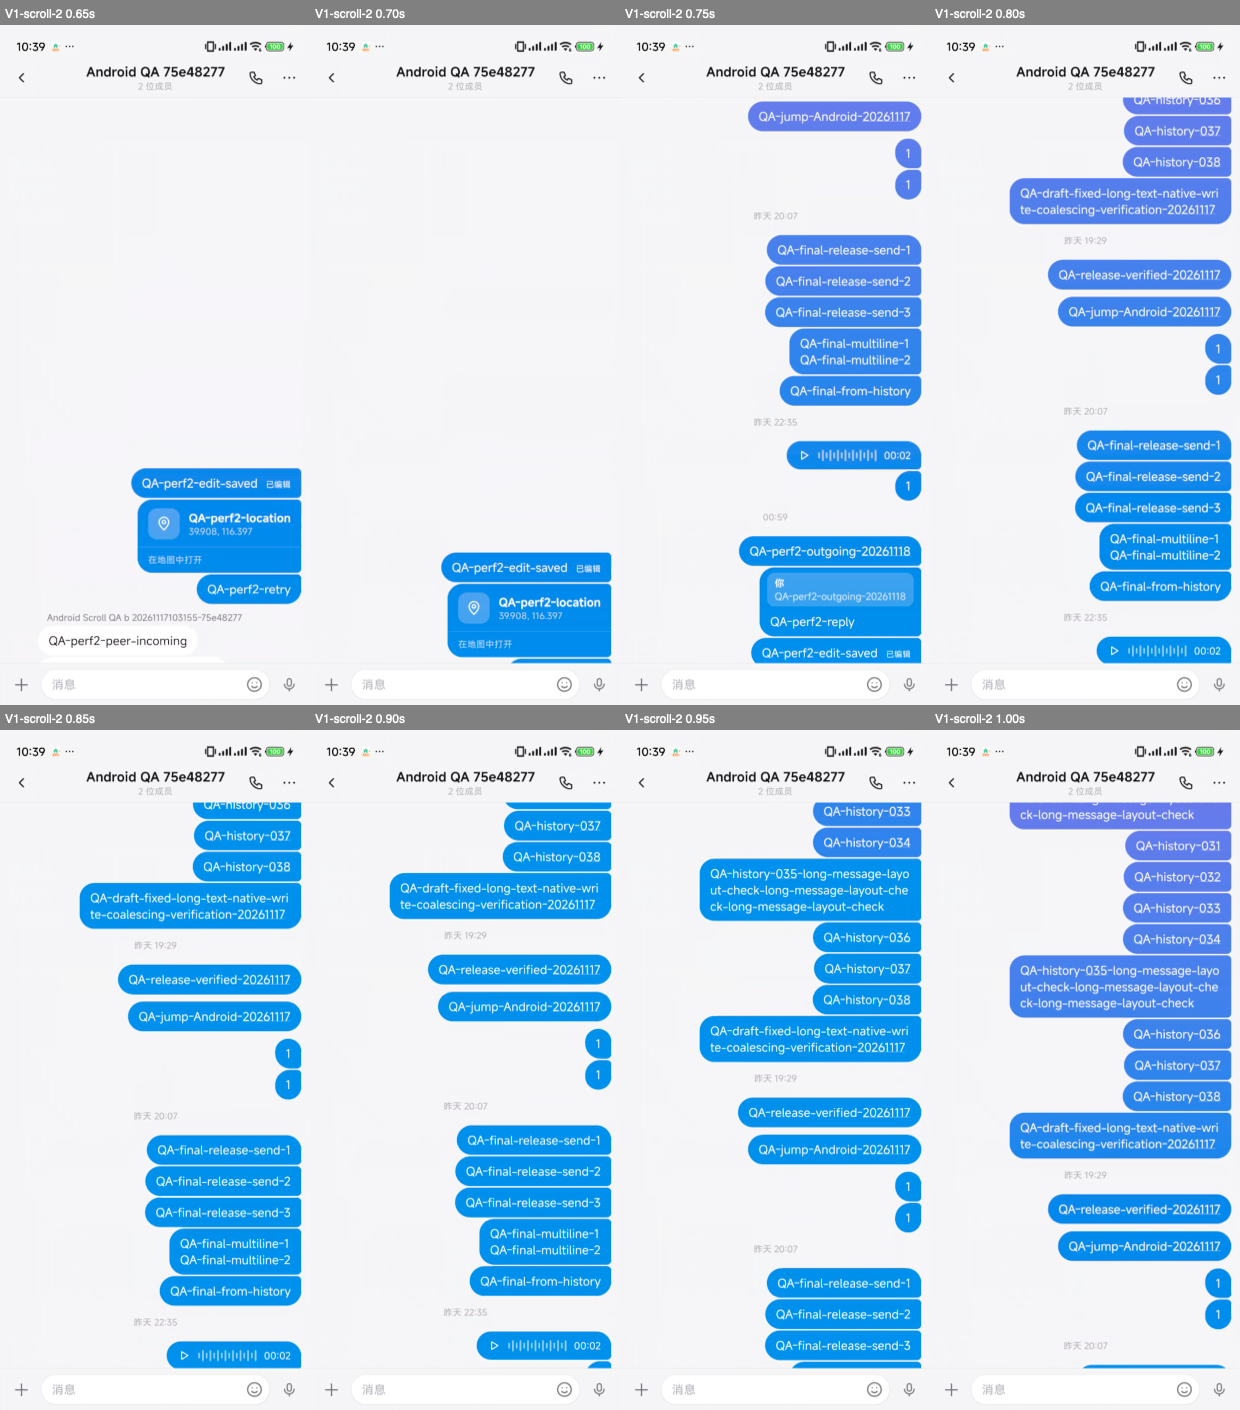 V1-scroll-2 0.65s
10:39 ··· 100
Android QA 75e48277
2 位成员
QA-perf2-edit-saved 已编辑
QA-perf2-location
39.908, 116.397
在地图中打开
QA-perf2-retry
Android Scroll QA b 20261117103155-75e48277
QA-perf2-peer-incoming
消息
V1-scroll-2 0.70s
10:39 ··· 100
Android QA 75e48277
2 位成员
QA-perf2-edit-saved 已编辑
QA-perf2-location
39.908, 116.397
在地图中打开
消息
V1-scroll-2 0.75s
10:39 ··· 100
Android QA 75e48277
2 位成员
QA-jump-Android-20261117
1
1
昨天 20:07
QA-final-release-send-1
QA-final-release-send-2
QA-final-release-send-3
QA-final-multiline-1
QA-final-multiline-2
QA-final-from-history
昨天 22:35
00:02
1
00:59
QA-perf2-outgoing-20261118
你
QA-perf2-outgoing-20261118
QA-perf2-reply
QA-perf2-edit-saved 已编辑
消息
V1-scroll-2 0.80s
10:39 ··· 100
Android QA 75e48277
2 位成员
QA-history-036
QA-history-037
QA-history-038
QA-draft-fixed-long-text-native-wri
te-coalescing-verification-20261117
昨天 19:29
QA-release-verified-20261117
QA-jump-Android-20261117
1
1
昨天 20:07
QA-final-release-send-1
QA-final-release-send-2
QA-final-release-send-3
QA-final-multiline-1
QA-final-multiline-2
QA-final-from-history
昨天 22:35
00:02
消息
V1-scroll-2 0.85s
10:39 ··· 100
Android QA 75e48277
2 位成员
QA-history-036
QA-history-037
QA-history-038
QA-draft-fixed-long-text-native-wri
te-coalescing-verification-20261117
昨天 19:29
QA-release-verified-20261117
QA-jump-Android-20261117
1
1
昨天 20:07
QA-final-release-send-1
QA-final-release-send-2
QA-final-release-send-3
QA-final-multiline-1
QA-final-multiline-2
QA-final-from-history
昨天 22:35
00:02
消息
V1-scroll-2 0.90s
10:39 ··· 100
Android QA 75e48277
2 位成员
QA-history-037
QA-history-038
QA-draft-fixed-long-text-native-wri
te-coalescing-verification-20261117
昨天 19:29
QA-release-verified-20261117
QA-jump-Android-20261117
1
1
昨天 20:07
QA-final-release-send-1
QA-final-release-send-2
QA-final-release-send-3
QA-final-multiline-1
QA-final-multiline-2
QA-final-from-history
昨天 22:35
00:02
消息
V1-scroll-2 0.95s
10:39 ··· 100
Android QA 75e48277
2 位成员
QA-history-033
QA-history-034
QA-history-035-long-message-layo
ut-check-long-message-layout-che
ck-long-message-layout-check
QA-history-036
QA-history-037
QA-history-038
QA-draft-fixed-long-text-native-wri
te-coalescing-verification-20261117
昨天 19:29
QA-release-verified-20261117
QA-jump-Android-20261117
1
1
昨天 20:07
QA-final-release-send-1
QA-final-release-send-2
QA-final-release-send-3
消息
V1-scroll-2 1.00s
10:39 ··· 100
Android QA 75e48277
2 位成员
ck-long-message-layout-check
QA-history-031
QA-history-032
QA-history-033
QA-history-034
QA-history-035-long-message-layo
ut-check-long-message-layout-che
ck-long-message-layout-check
QA-history-036
QA-history-037
QA-history-038
QA-draft-fixed-long-text-native-wri
te-coalescing-verification-20261117
昨天 19:29
QA-release-verified-20261117
QA-jump-Android-20261117
1
1
昨天 20:07
消息